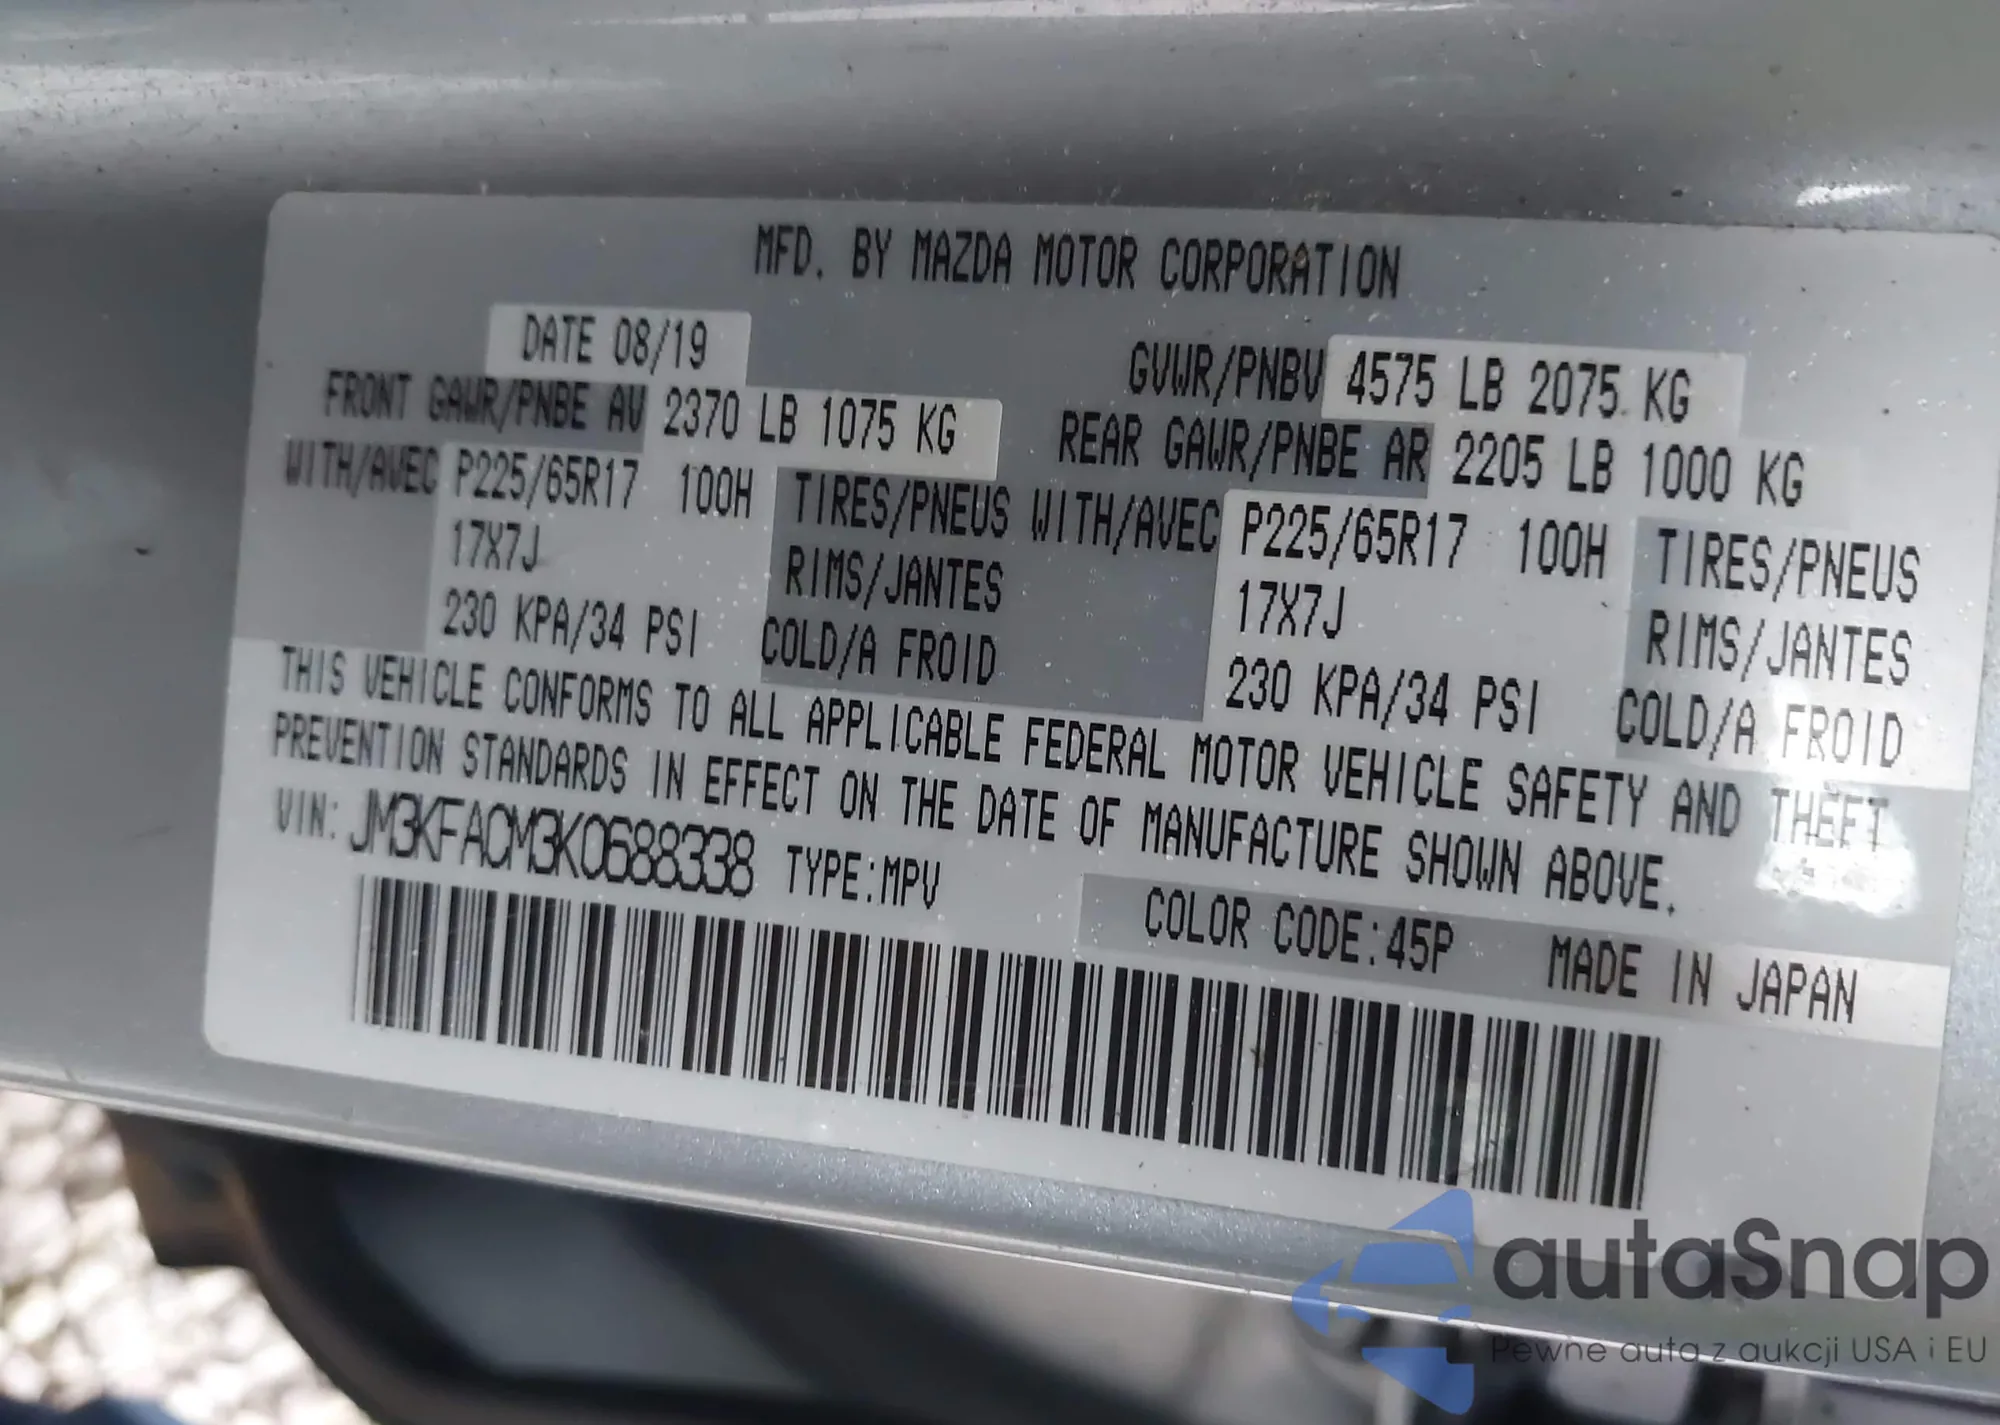 MFD. BY MAZDA MOTOR CORPORATION
DATE 08/19 GVWR/PNBV 4575 LB 2075 KG
FRONT GAWR/PNBE AV 2370 LB 1075 KG REAR GAWR/PNBE AR 2205 LB 1000 KG
WITH/AVEC P225/65R17 100H TIRES/PNEUS WITH/AVEC P225/65R17 100H TIRES/PNEUS
17X7J RIMS/JANTES 17X7J RIMS/JANTES
230 KPA/34 PSI COLD/A FROID 230 KPA/34 PSI COLD/A FROID
THIS VEHICLE CONFORMS TO ALL APPLICABLE FEDERAL MOTOR VEHICLE SAFETY AND THEFT
PREVENTION STANDARDS IN EFFECT ON THE DATE OF MANUFACTURE SHOWN ABOVE.
VIN: JM3KFACM3K0688338 TYPE:MPV COLOR CODE:45P MADE IN JAPAN
autaSnap
Pewne auta z aukcji USA i EU